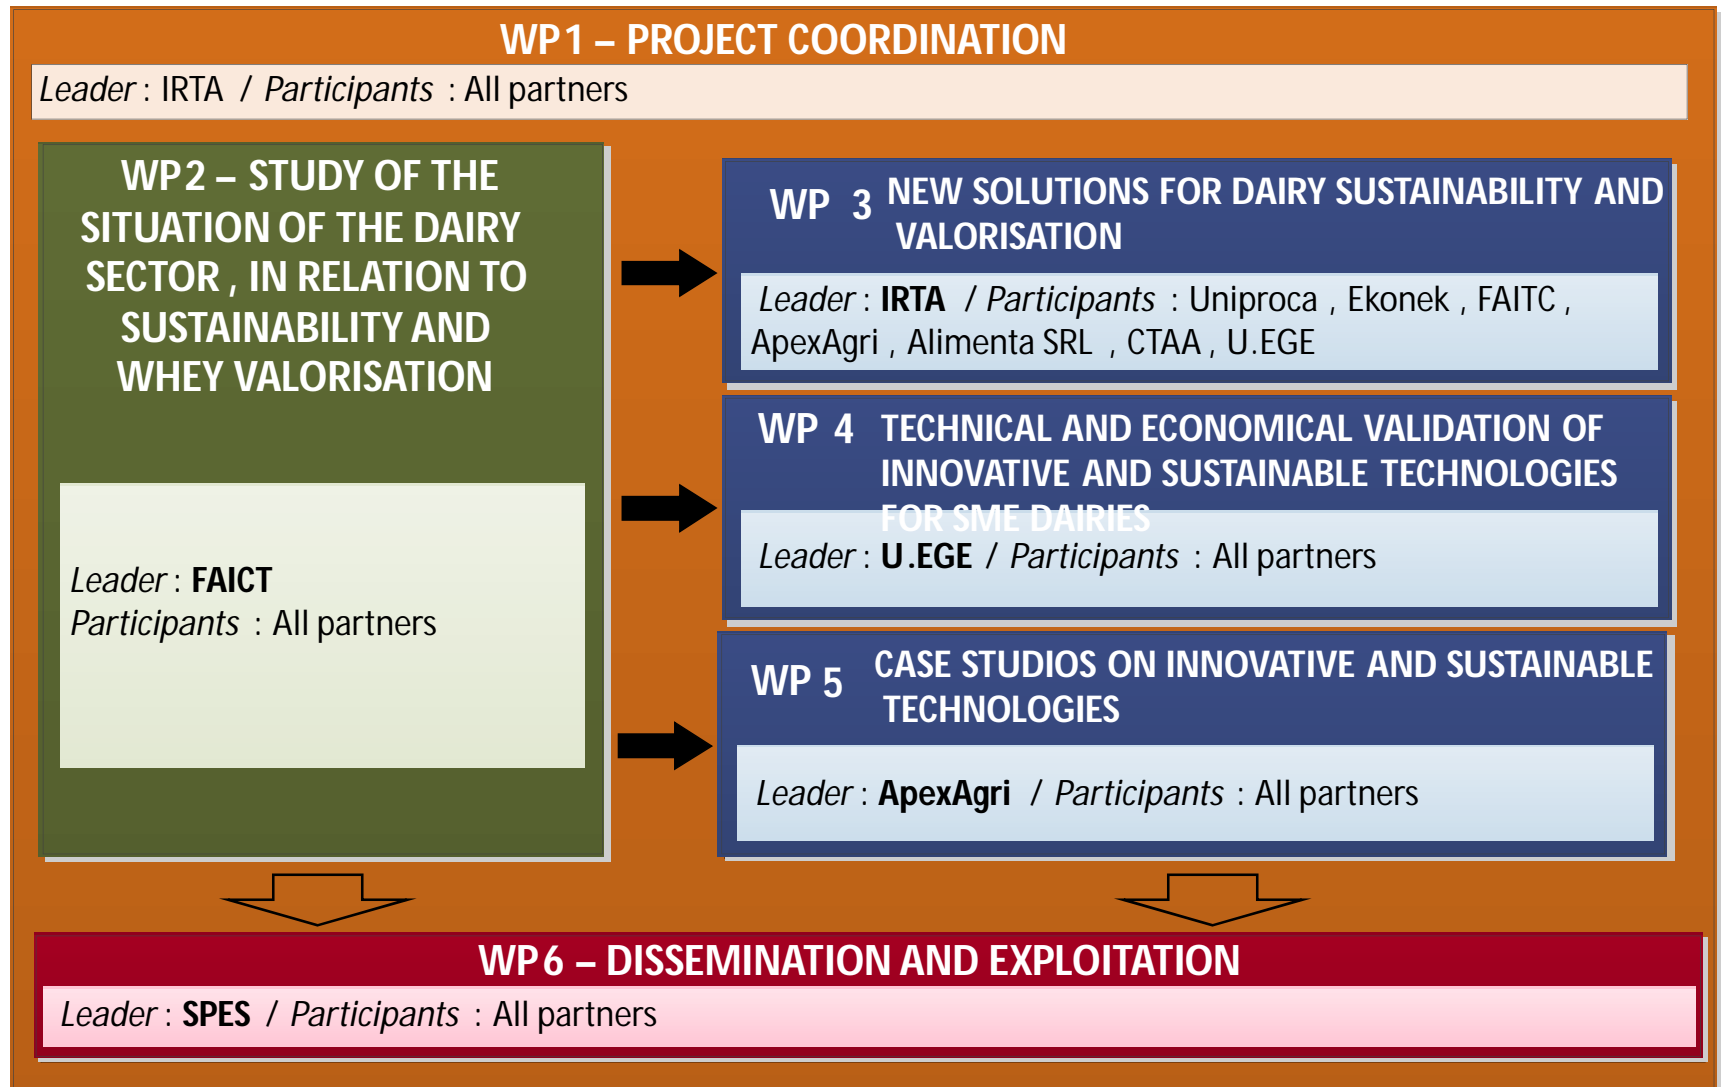 WP1 – PROJECT COORDINATION
Leader : IRTA / Participants : All partners
WP2 – STUDY OF THE
SITUATION OF THE DAIRY
SECTOR , IN RELATION TO
SUSTAINABILITY AND
WHEY VALORISATION
Leader : FAICT
Participants : All partners
WP 3 NEW SOLUTIONS FOR DAIRY SUSTAINABILITY AND
VALORISATION
Leader : IRTA / Participants : Uniproca , Ekonek , FAITC ,
ApexAgri , Alimenta SRL , CTAA , U.EGE
WP 4 TECHNICAL AND ECONOMICAL VALIDATION OF
INNOVATIVE AND SUSTAINABLE TECHNOLOGIES
FOR SME DAIRIES
Leader : U.EGE / Participants : All partners
WP 5 CASE STUDIOS ON INNOVATIVE AND SUSTAINABLE
TECHNOLOGIES
Leader : ApexAgri / Participants : All partners
WP6 – DISSEMINATION AND EXPLOITATION
Leader : SPES / Participants : All partners